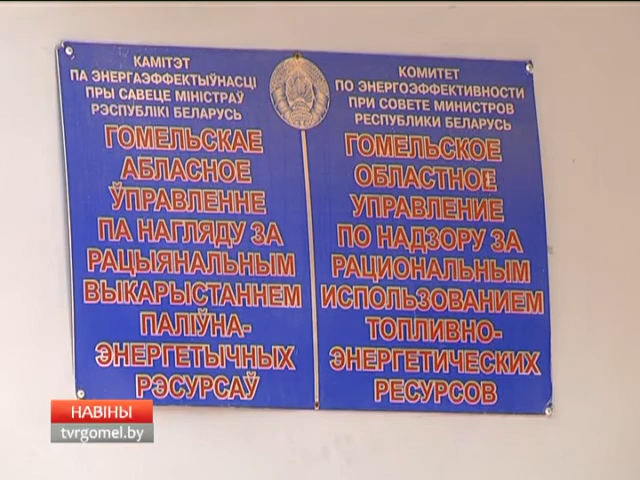 КАМІТЭТ
ПА ЭНЕРГАЭФФЕКТЫЎНАСЦІ
ПРЫ САВЕЦЕ МІНІСТРАЎ
РЭСПУБЛІКІ БЕЛАРУСЬ
ГОМЕЛЬСКАЕ
АБЛАСНОЕ
ЎПРАВЛЕННЕ
ПА НАГЛЯДУ ЗА
РАЦЫЯНАЛЬНЫМ
ВЫКАРЫСТАННЕМ
ПАЛІЎНА-
ЭНЕРГЕТЫЧНЫХ
РЭСУРСАЎ
КОМИТЕТ
ПО ЭНЕРГОЭФФЕКТИВНОСТИ
ПРИ СОВЕТЕ МИНИСТРОВ
РЕСПУБЛИКИ БЕЛАРУСЬ
ГОМЕЛЬСКОЕ
ОБЛАСТНОЕ
УПРАВЛЕНИЕ
ПО НАДЗОРУ ЗА
РАЦИОНАЛЬНЫМ
ИСПОЛЬЗОВАНИЕМ
ТОПЛИВНО-
ЭНЕРГЕТИЧЕСКИХ
РЕСУРСОВ
НАВІНЫ
tvrgomel.by